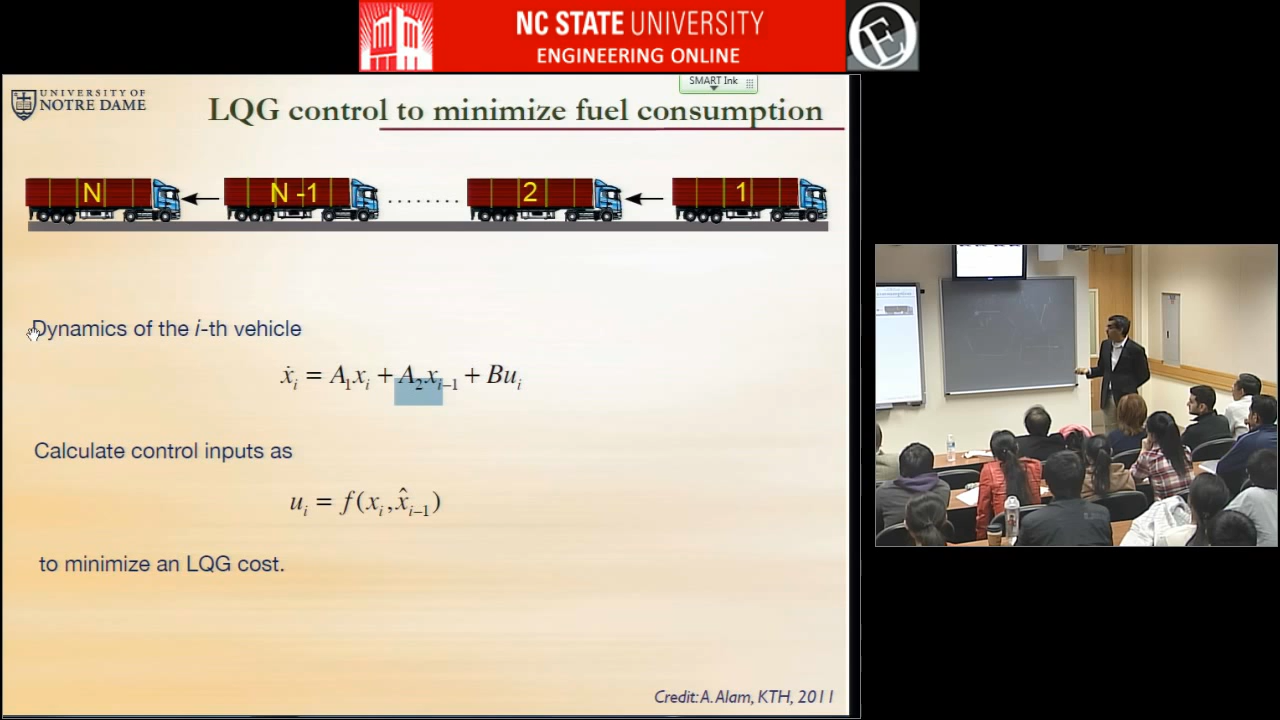 NC STATE UNIVERSITY
ENGINEERING ONLINE
SMART Ink
UNIVERSITY OF
NOTRE DAME
LQG control to minimize fuel consumption
N N -1 ........ 2 1
Dynamics of the i-th vehicle
ẋᵢ = A₁xᵢ + A₂xᵢ₋₁ + Buᵢ
Calculate control inputs as
uᵢ = f(xᵢ, x̂ᵢ₋₁)
to minimize an LQG cost.
Credit: A. Alam, KTH, 2011